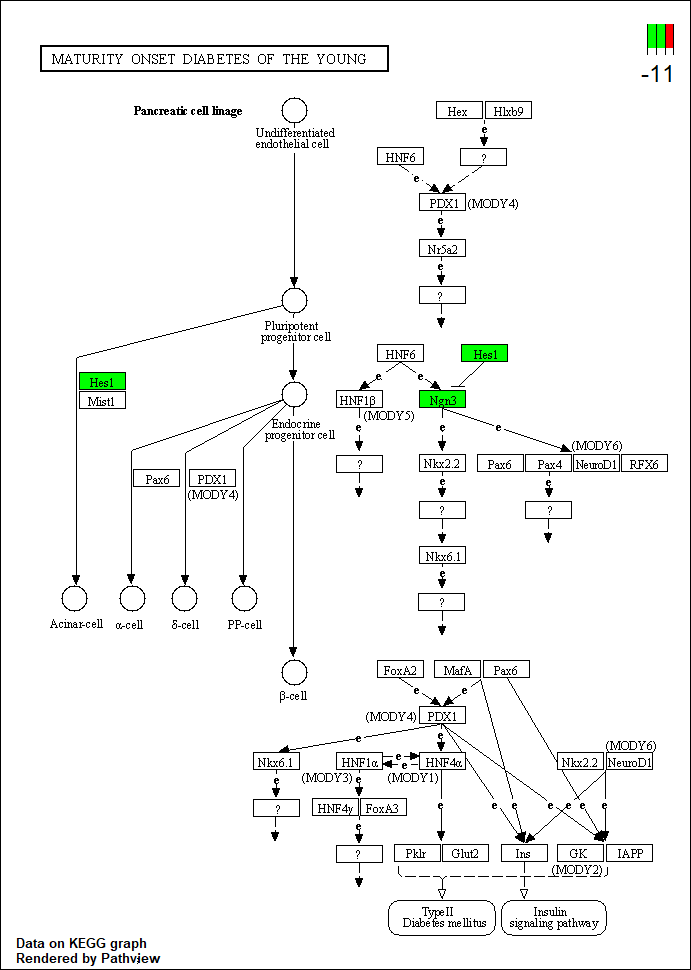 MATURITY ONSET DIABETES OF THE YOUNG
-11
Pancreatic cell linage
Undifferentiated
endothelial cell
Hex
Hlxb9
e
HNF6
?
e
PDX1
(MODY4)
e
Nr5a2
e
?
Pluripotent
progenitor cell
HNF6
Hes1
e
e
Hes1
Mist1
HNF1β
(MODY5)
Ngn3
Endocrine
progenitor cell
e
e
e
(MODY6)
?
Nkx2.2
Pax6
Pax4
NeuroD1
RFX6
Pax6
PDX1
(MODY4)
e
e
?
?
e
Nkx6.1
e
?
Acinar-cell
α-cell
δ-cell
PP-cell
β-cell
FoxA2
MafA
Pax6
e
e
(MODY4)
PDX1
e
e
Nkx6.1
HNF1α
e
e
HNF4α
(MODY3)
(MODY1)
Nkx2.2
(MODY6)
NeuroD1
e
e
?
HNF4γ
FoxA3
e
e
e
e
e
e
e
?
Pklr
Glut2
Ins
GK
IAPP
(MODY2)
TypeII
Diabetes mellitus
Insulin
signaling pathway
Data on KEGG graph
Rendered by Pathview